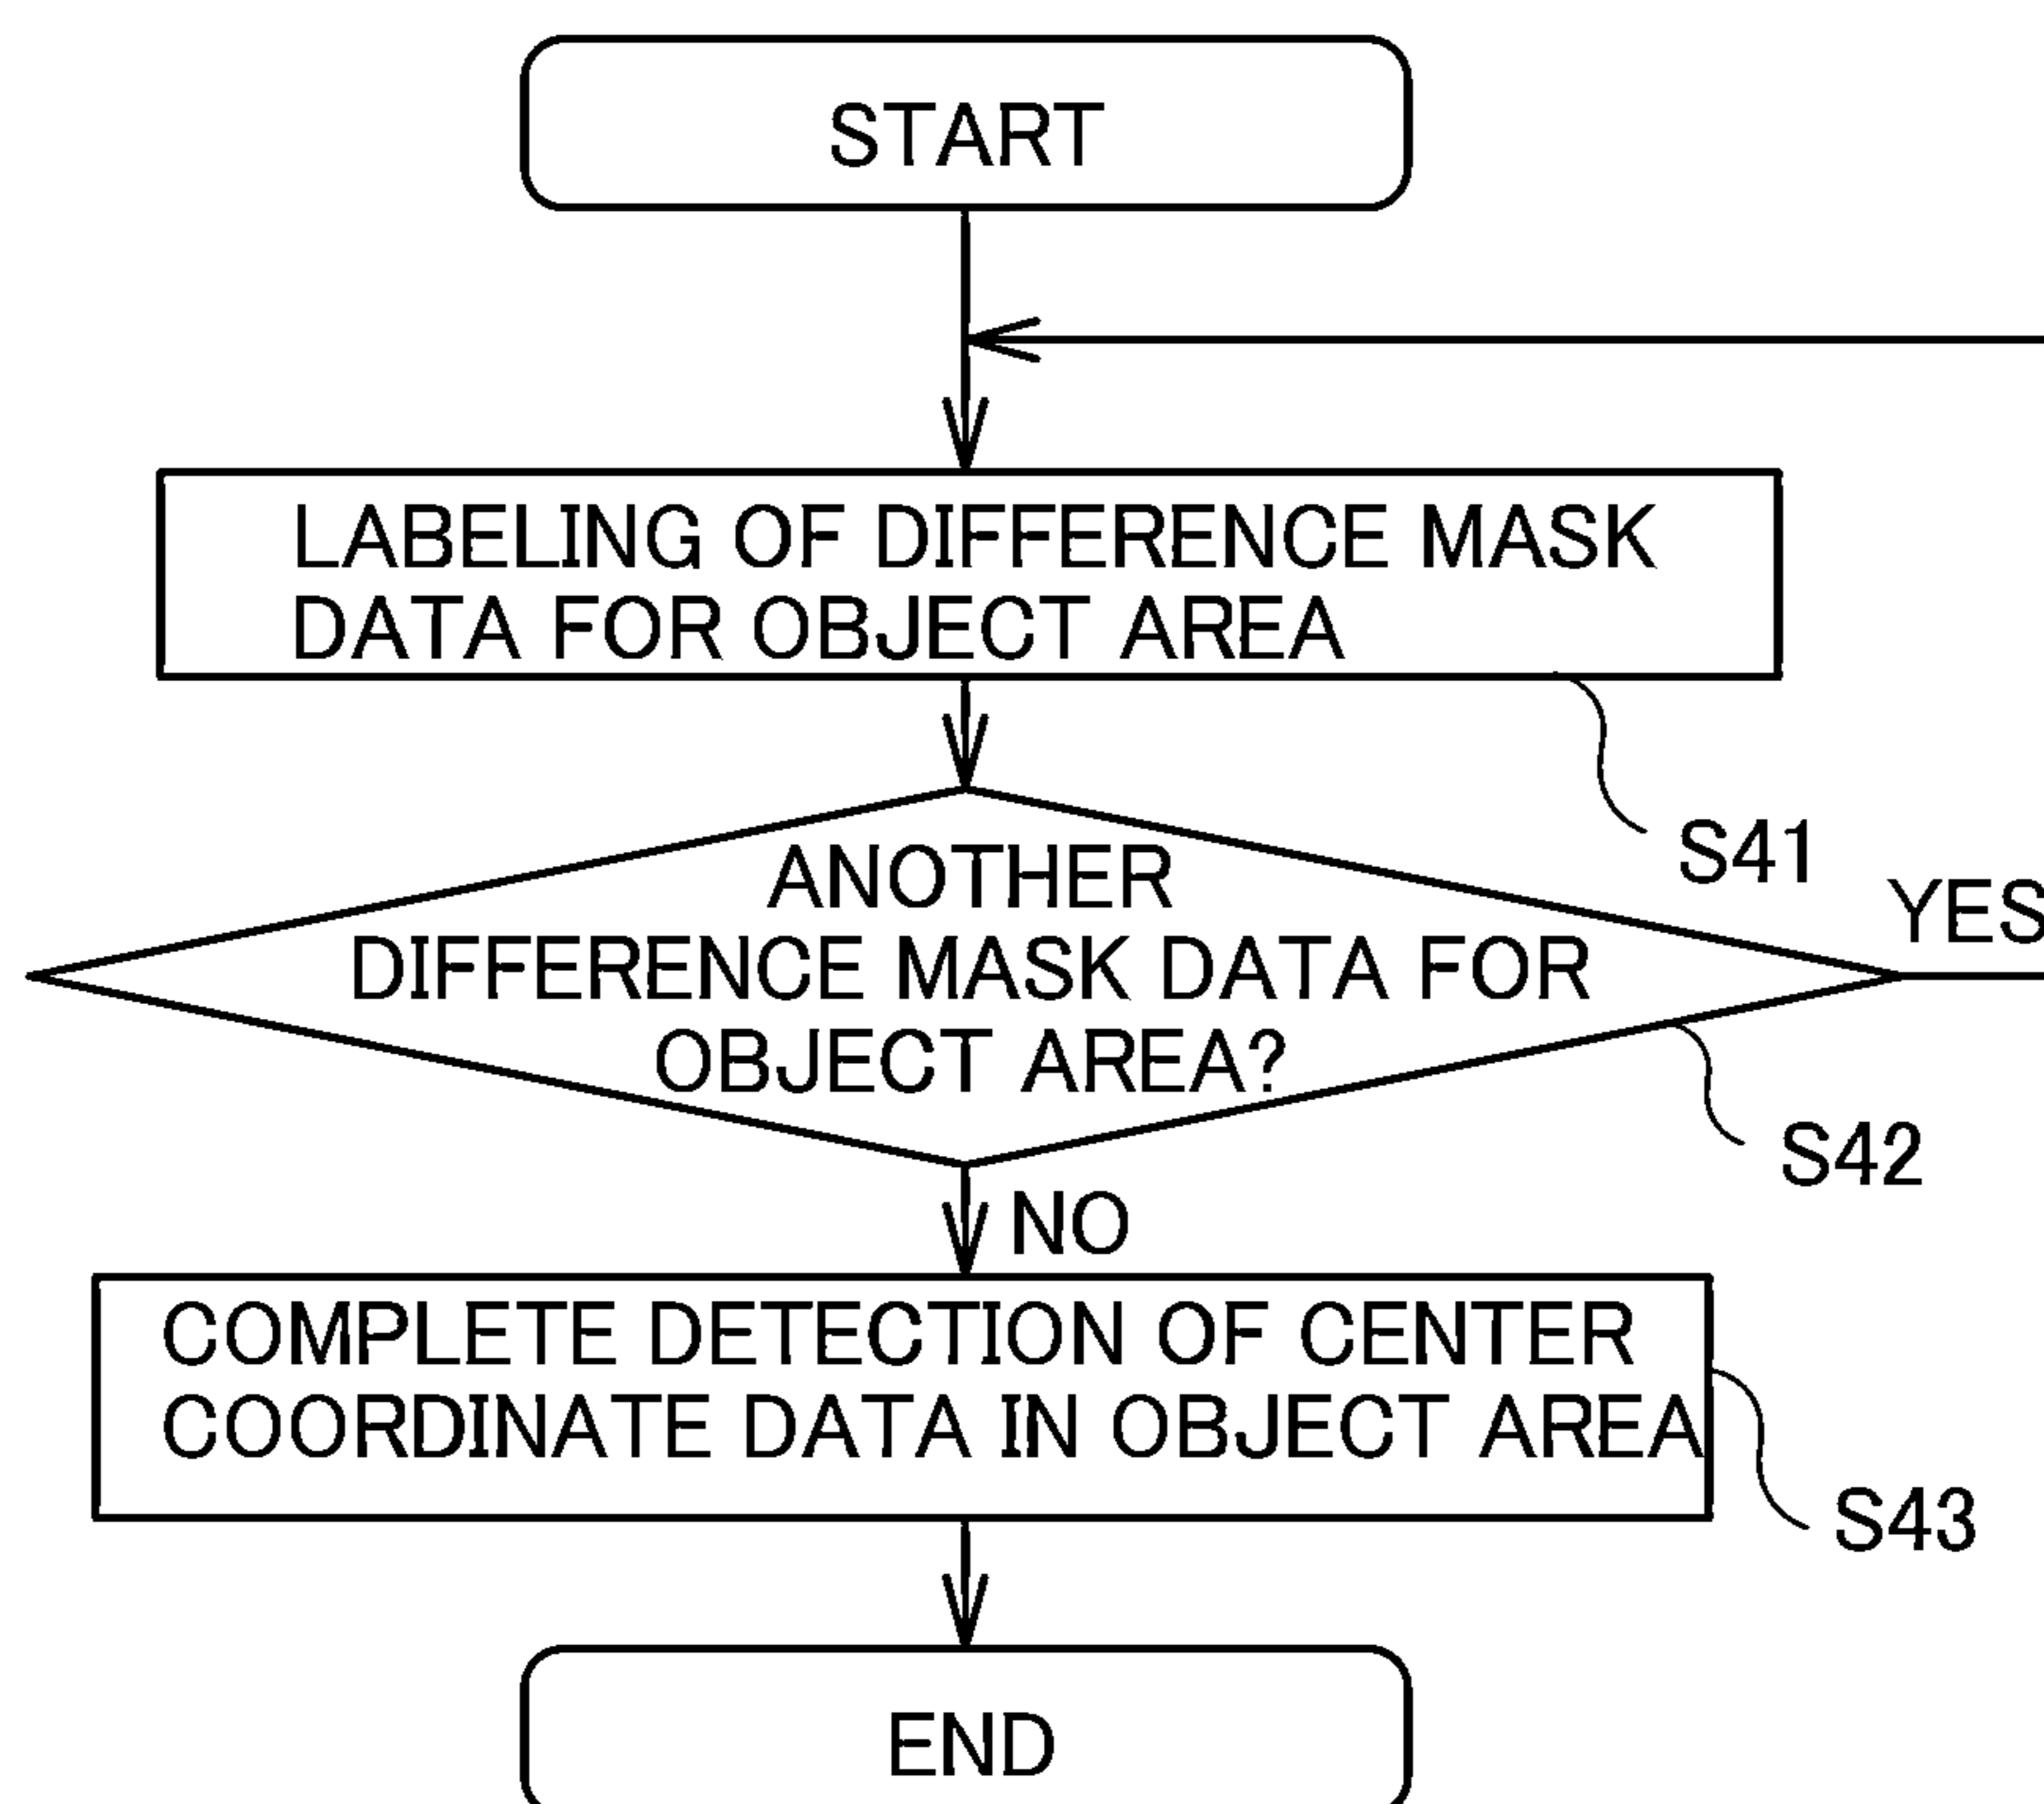 START
LABELING OF DIFFERENCE MASK
DATA FOR OBJECT AREA
S41
ANOTHER
DIFFERENCE MASK DATA FOR
OBJECT AREA?
YES
S42
NO
COMPLETE DETECTION OF CENTER
COORDINATE DATA IN OBJECT AREA
S43
END